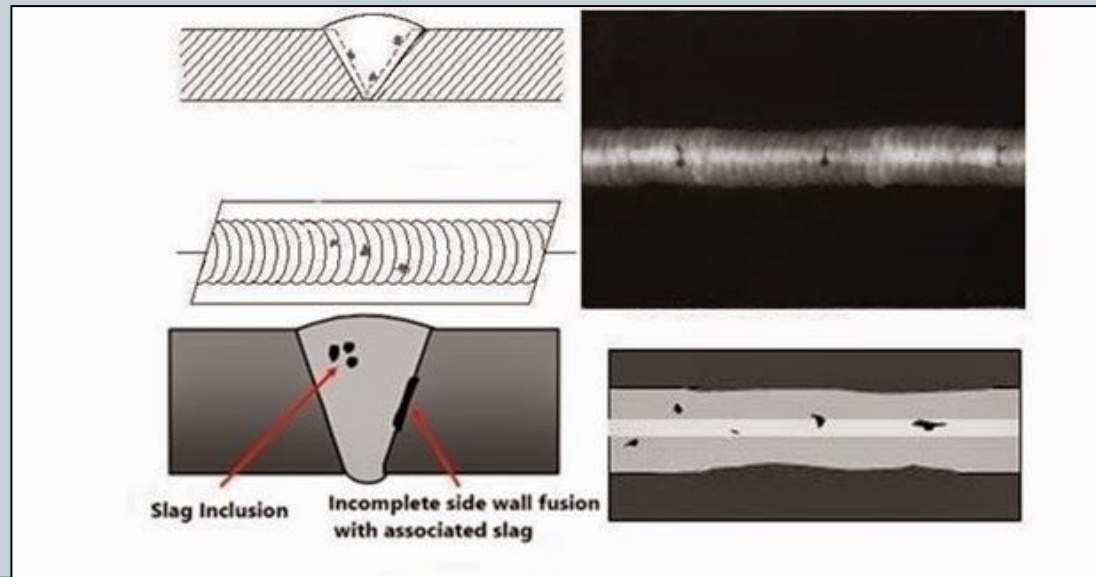 Slag Inclusion
Incomplete side wall fusion
with associated slag